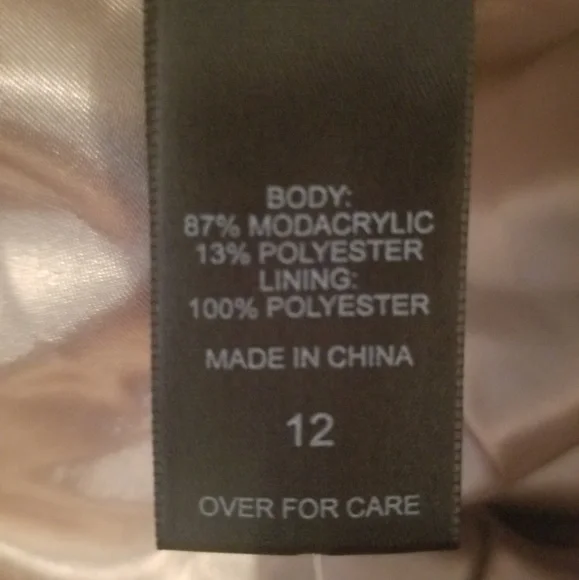 BODY:
87% MODACRYLIC
13% POLYESTER
LINING:
100% POLYESTER
MADE IN CHINA
12
OVER FOR CARE